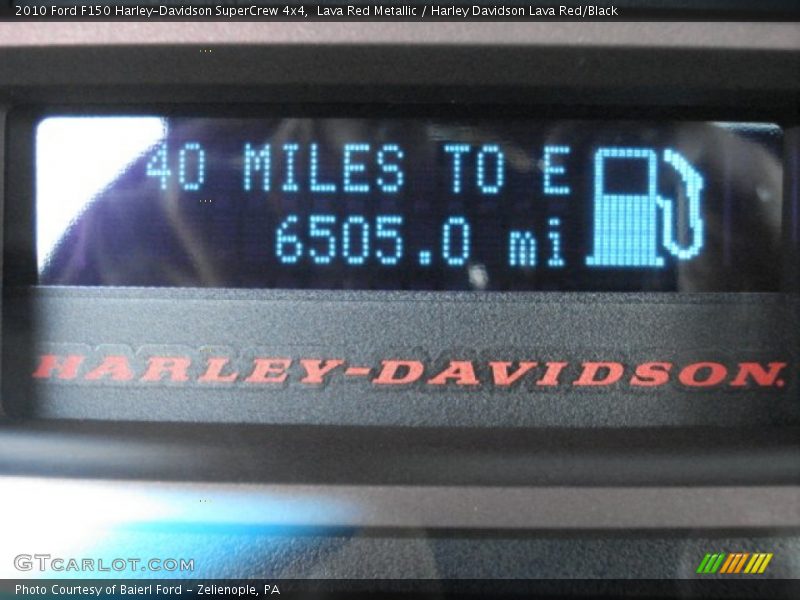 2010 Ford F150 Harley-Davidson SuperCrew 4x4, Lava Red Metallic / Harley Davidson Lava Red/Black
40 MILES TO E
6505.0 mi
HARLEY-DAVIDSON.
GTCARLOT.COM
Photo Courtesy of Baierl Ford - Zelienople, PA